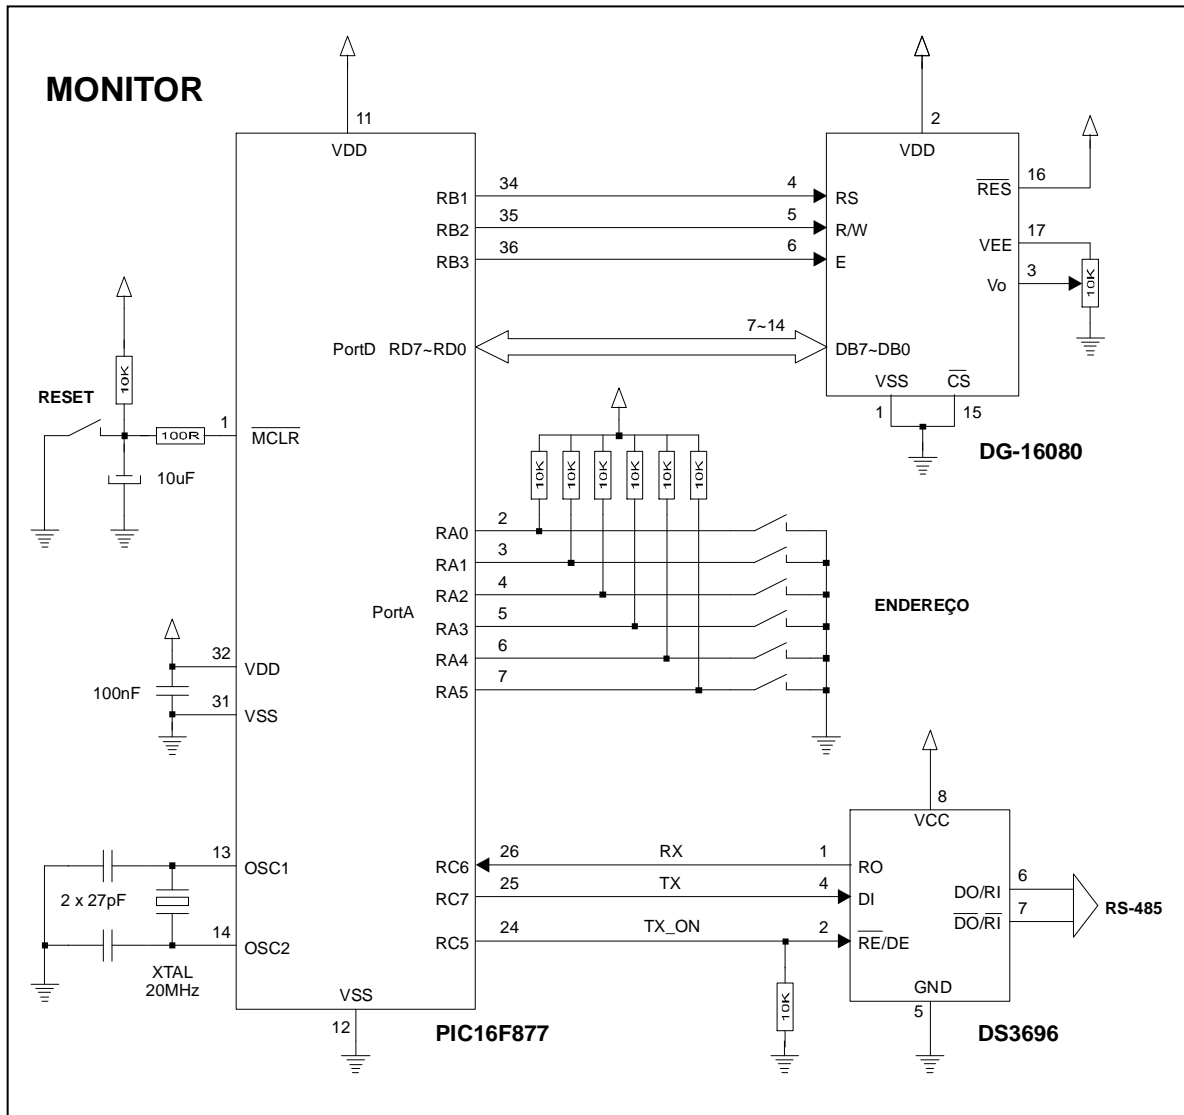 MONITOR
11
VDD
2
VDD
RB1
34
4
RS
RB2
35
5
R/W
RB3
36
6
E
RES
16
VEE
17
Vo
3
10K
PortD
RD7~RD0
7~14
DB7~DB0
VSS
CS
1
15
DG-16080
10K
RESET
1
100R
MCLR
10uF
10K
10K
10K
10K
10K
10K
RA0
2
RA1
3
RA2
4
PortA
RA3
5
RA4
6
RA5
7
ENDEREÇO
32
VDD
100nF
31
VSS
13
OSC1
2 x 27pF
14
OSC2
XTAL
20MHz
VSS
12
PIC16F877
RC6
26
RX
1
RO
RC7
25
TX
4
DI
RC5
24
TX_ON
2
RE/DE
10K
8
VCC
DO/RI
6
DO/RI
7
RS-485
GND
5
DS3696